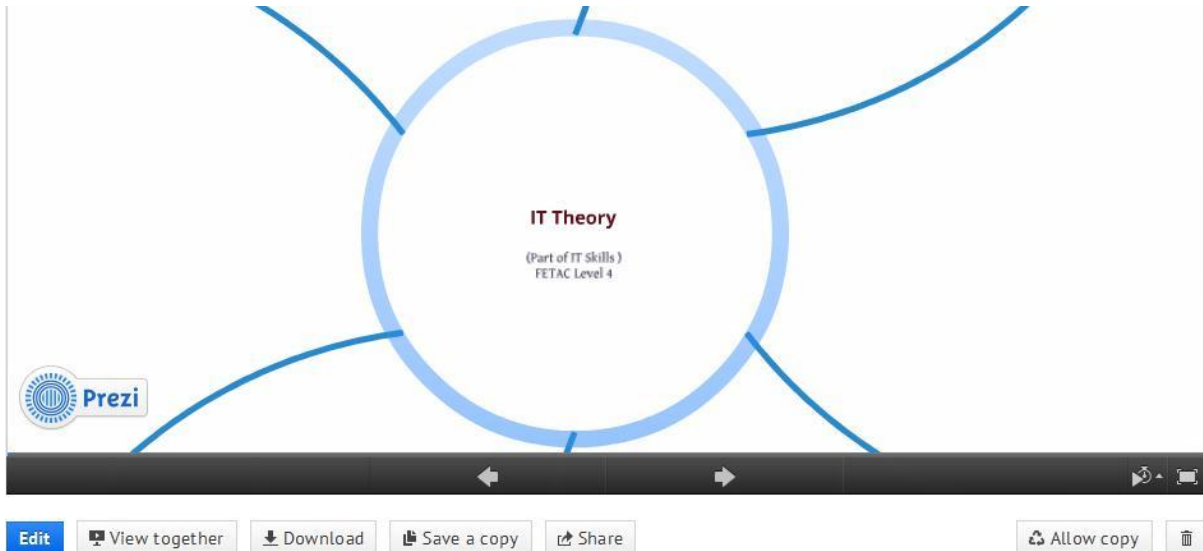 IT Theory
(Part of IT Skills )
FETAC Level 4
Prezi
Edit
View together
Download
Save a copy
Share
Allow copy